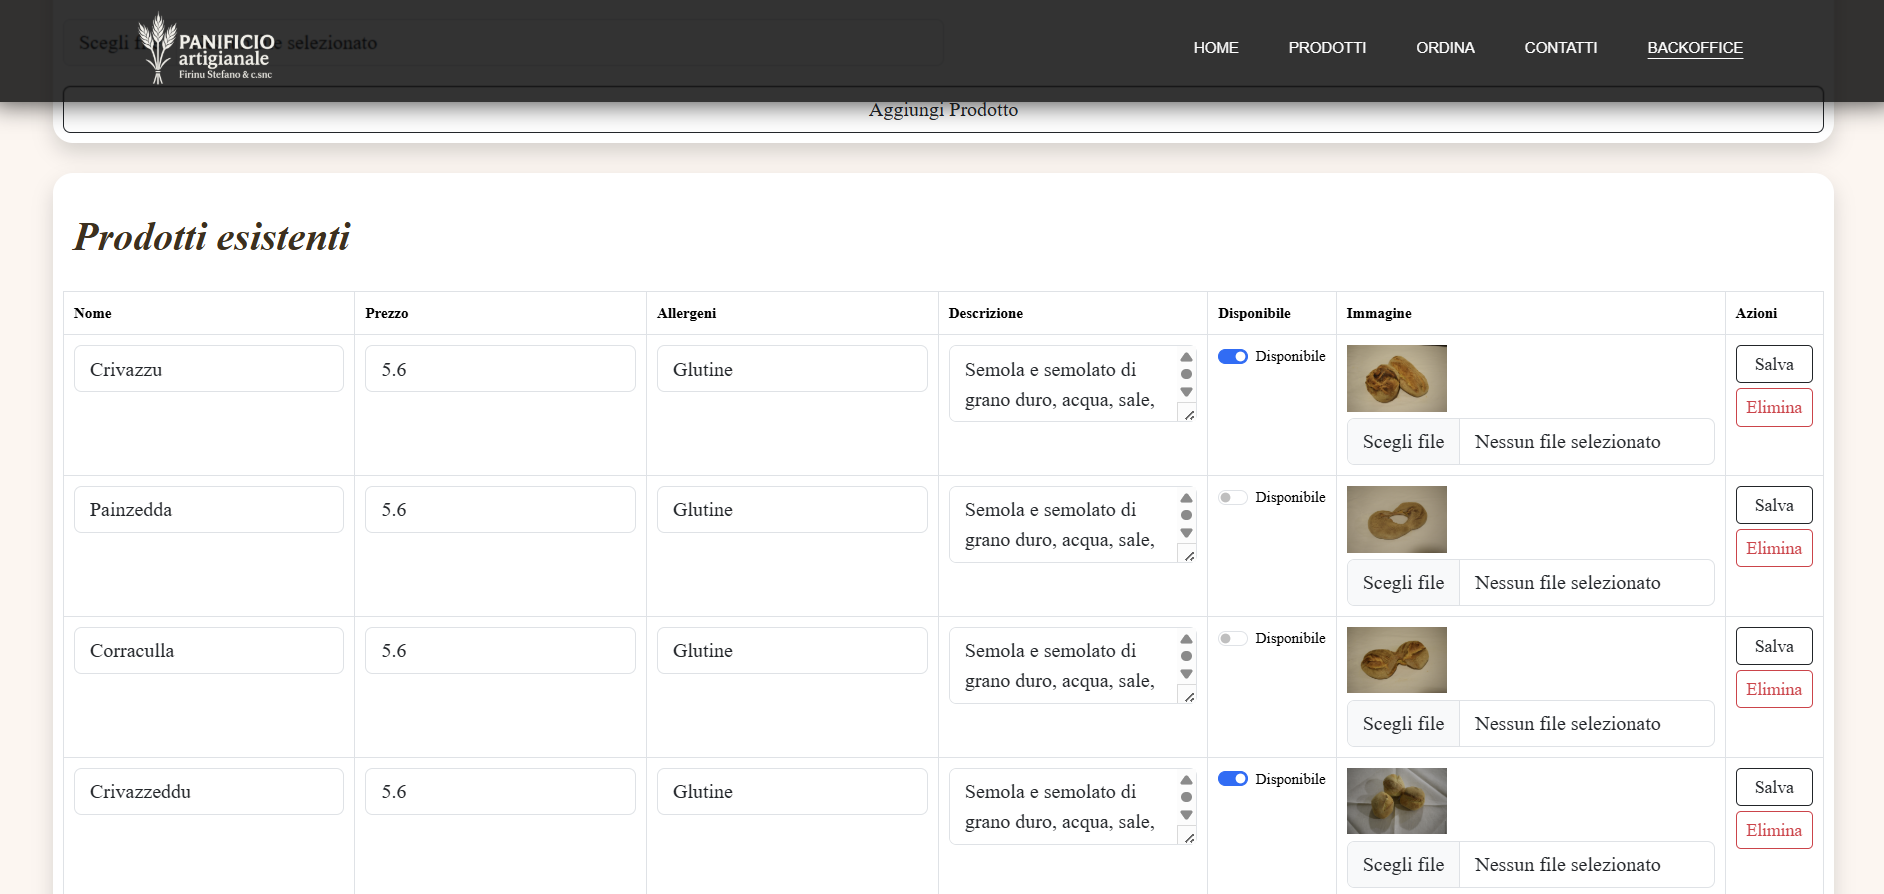 PANIFICIO
artigianale
Firinu Stefano & c.snc
HOME
PRODOTTI
ORDINA
CONTATTI
BACKOFFICE
Scegli
selezionato
Aggiungi Prodotto
Prodotti esistenti
Nome
Prezzo
Allergeni
Descrizione
Disponibile
Immagine
Azioni
Crivazzu
5.6
Glutine
Semola e semolato di
grano duro, acqua, sale,
Disponibile
Scegli file
Nessun file selezionato
Salva
Elimina
Painzedda
5.6
Glutine
Semola e semolato di
grano duro, acqua, sale,
Disponibile
Scegli file
Nessun file selezionato
Salva
Elimina
Corraculla
5.6
Glutine
Semola e semolato di
grano duro, acqua, sale,
Disponibile
Scegli file
Nessun file selezionato
Salva
Elimina
Crivazzeddu
5.6
Glutine
Semola e semolato di
grano duro, acqua, sale,
Disponibile
Scegli file
Nessun file selezionato
Salva
Elimina